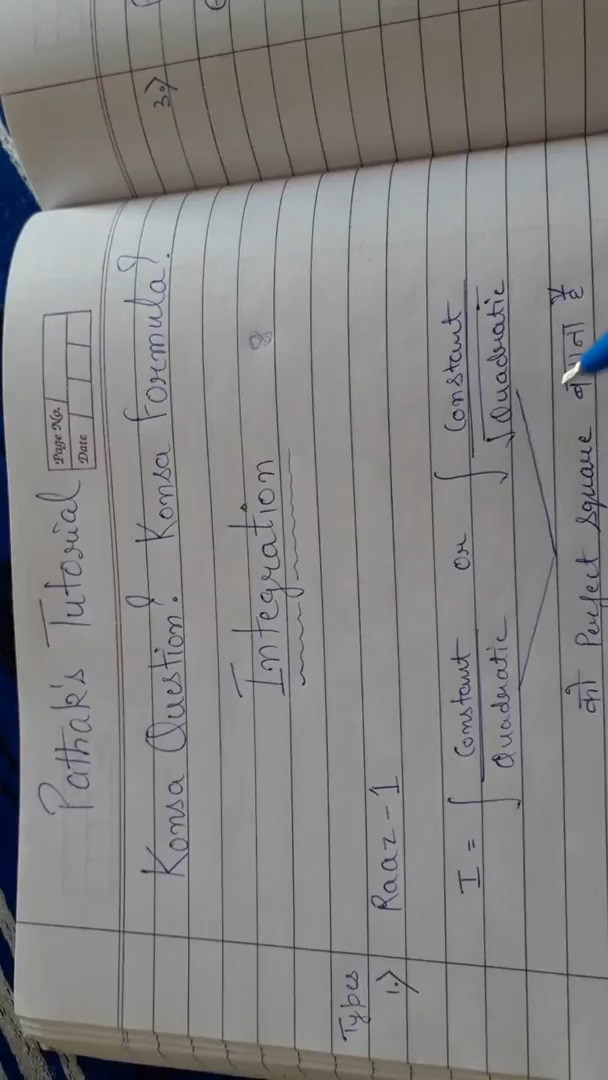 Pathak's Tutorial
Page No.
Date
Konsa Question? Konsa Formula?
Integration
Types
1.) Raaz - 1
I = ∫ Constant / Quadratic or ∫ Constant / √Quadratic
को Perfect square है
3.)